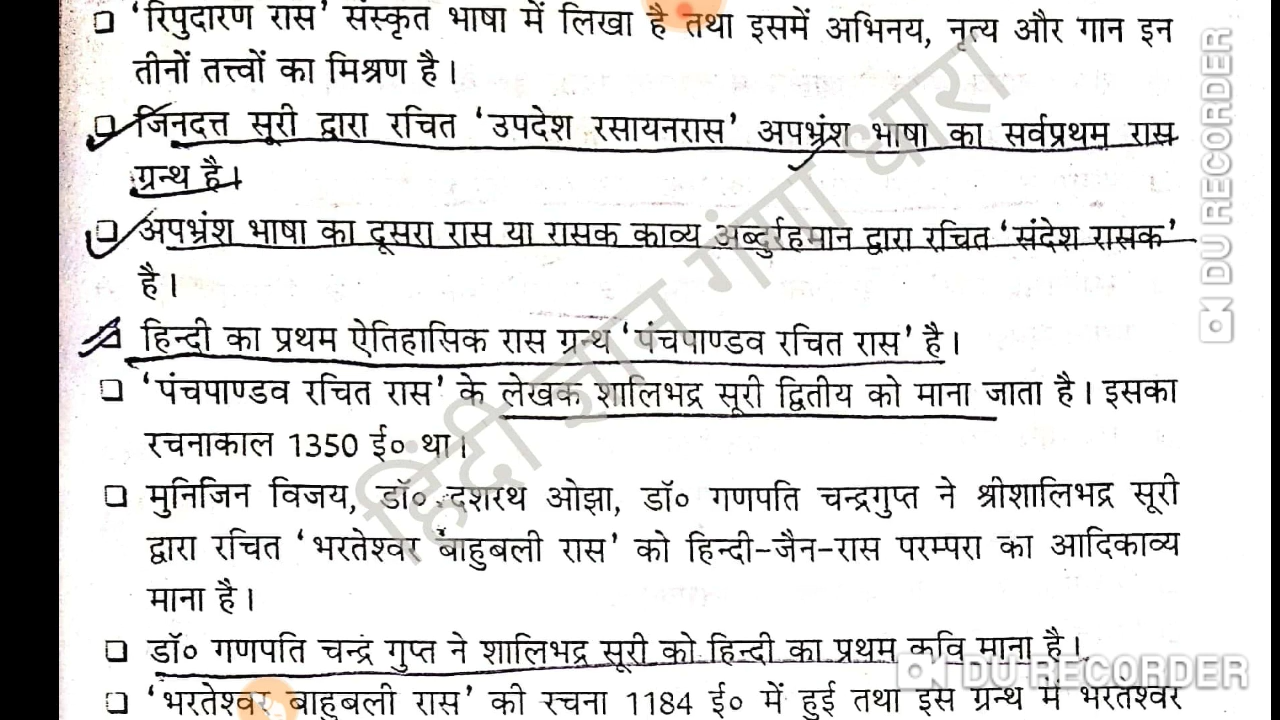 ❑ 'रिपुदारण रास' संस्कृत भाषा में लिखा है तथा इसमें अभिनय, नृत्य और गान इन
तीनों तत्त्वों का मिश्रण है।
❑ जिनदत्त सूरी द्वारा रचित 'उपदेश रसायनरास' अपभ्रंश भाषा का सर्वप्रथम रास
ग्रन्थ है।
❑ अपभ्रंश भाषा का दूसरा रास या रासक काव्य अब्दुर्रहमान द्वारा रचित 'संदेश रासक'
है।
❑ हिन्दी का प्रथम ऐतिहासिक रास ग्रन्थ 'पंचपाण्डव रचित रास' है।
❑ 'पंचपाण्डव रचित रास' के लेखक शालिभद्र सूरी द्वितीय को माना जाता है। इसका
रचनाकाल 1350 ई० था।
❑ मुनिजिन विजय, डॉ० दशरथ ओझा, डॉ० गणपति चन्द्रगुप्त ने श्रीशालिभद्र सूरी
द्वारा रचित 'भरतेश्वर बाहुबली रास' को हिन्दी-जैन-रास परम्परा का आदिकाव्य
माना है।
❑ डॉ० गणपति चन्द्र गुप्त ने शालिभद्र सूरी को हिन्दी का प्रथम कवि माना है।
❑ 'भरतेश्वर बाहुबली रास' की रचना 1184 ई० में हुई तथा इस ग्रन्थ में भरतेश्वर
हिंदी ज्ञान गंगा धारा
DU RECORDER
DU RECORDER